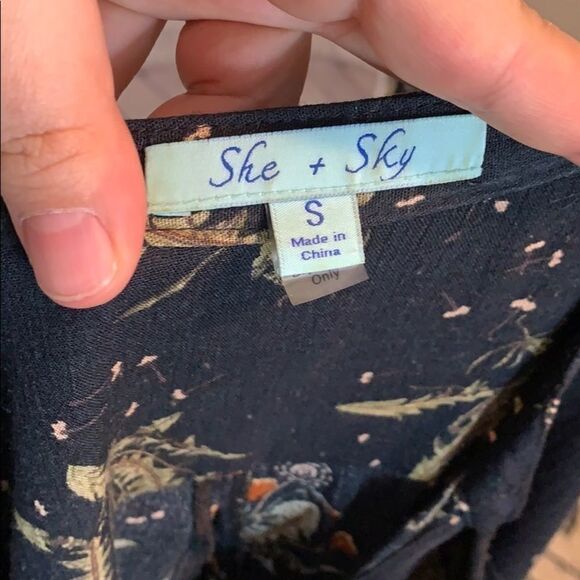 She + Sky
S
Made in
China
Only